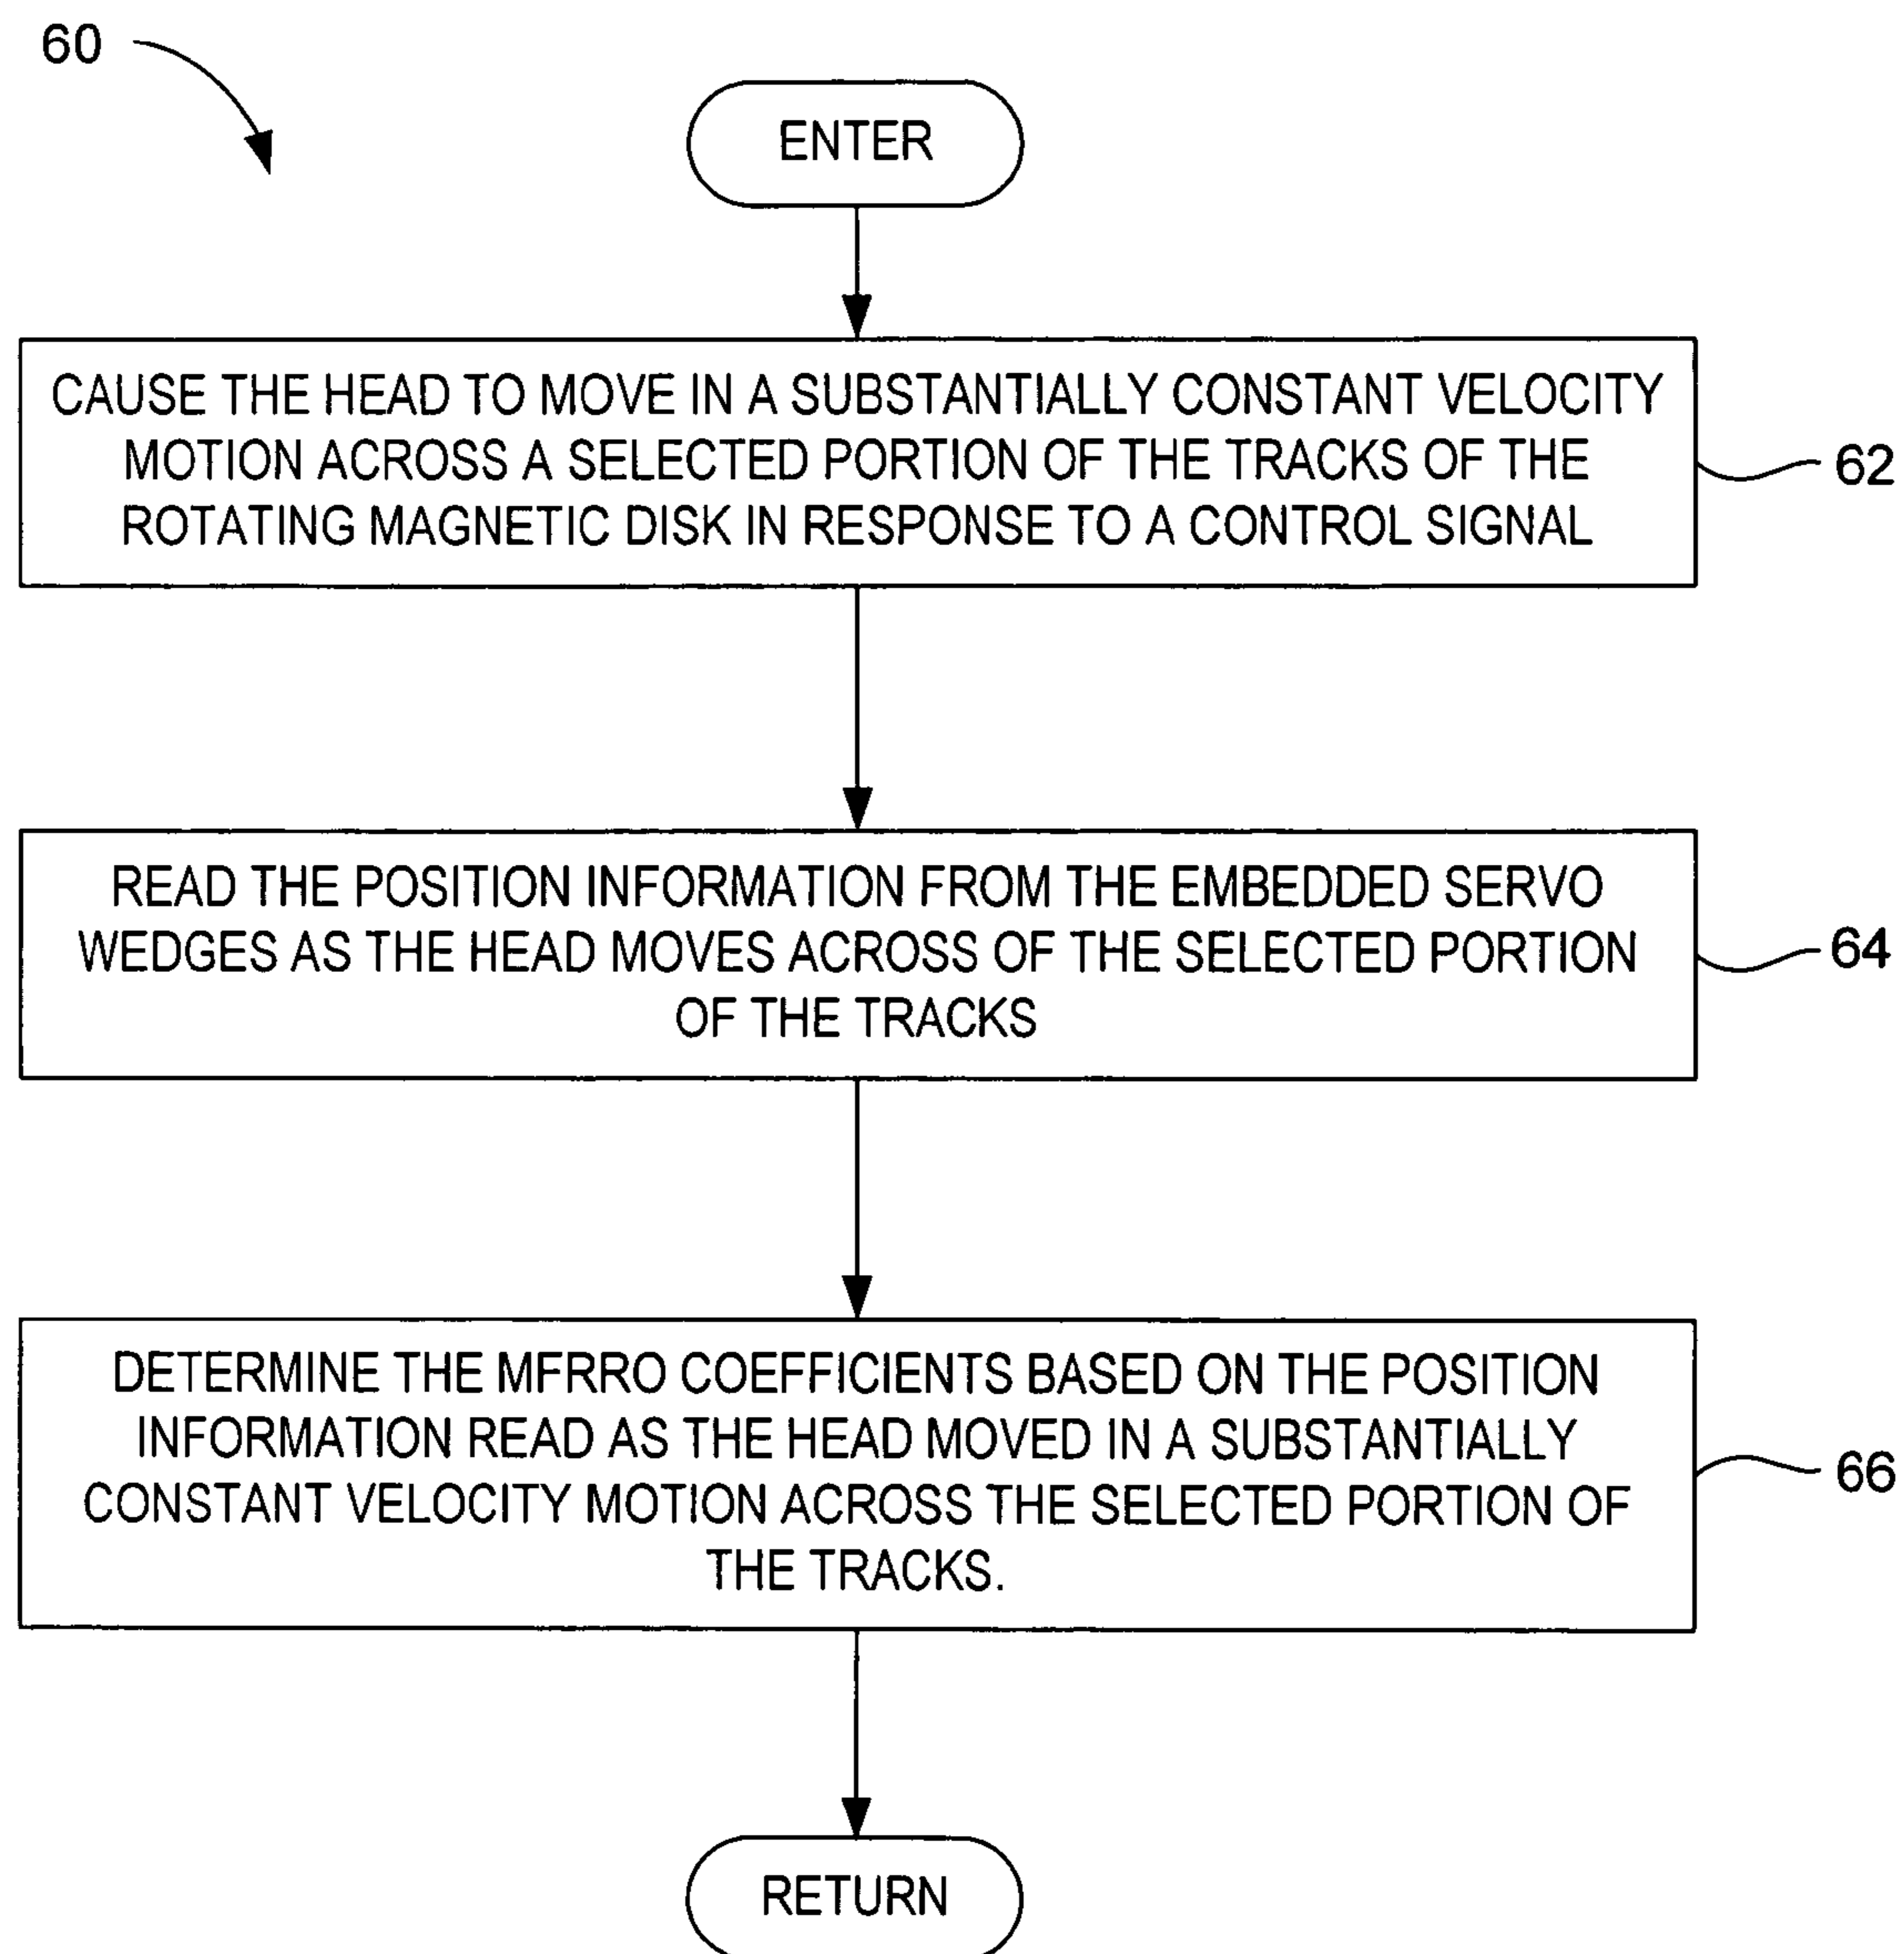 60
ENTER
CAUSE THE HEAD TO MOVE IN A SUBSTANTIALLY CONSTANT VELOCITY
MOTION ACROSS A SELECTED PORTION OF THE TRACKS OF THE
ROTATING MAGNETIC DISK IN RESPONSE TO A CONTROL SIGNAL
62
READ THE POSITION INFORMATION FROM THE EMBEDDED SERVO
WEDGES AS THE HEAD MOVES ACROSS OF THE SELECTED PORTION
OF THE TRACKS
64
DETERMINE THE MFRRO COEFFICIENTS BASED ON THE POSITION
INFORMATION READ AS THE HEAD MOVED IN A SUBSTANTIALLY
CONSTANT VELOCITY MOTION ACROSS THE SELECTED PORTION OF
THE TRACKS.
66
RETURN